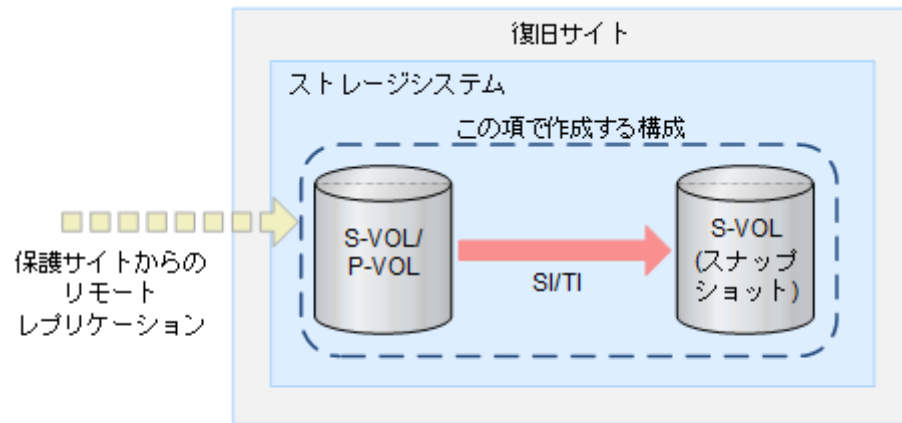 復旧サイト
ストレージシステム
この項で作成する構成
S-VOL/
P-VOL
SI/TI
S-VOL
(スナップ
ショット)
保護サイトからの
リモート
レプリケーション